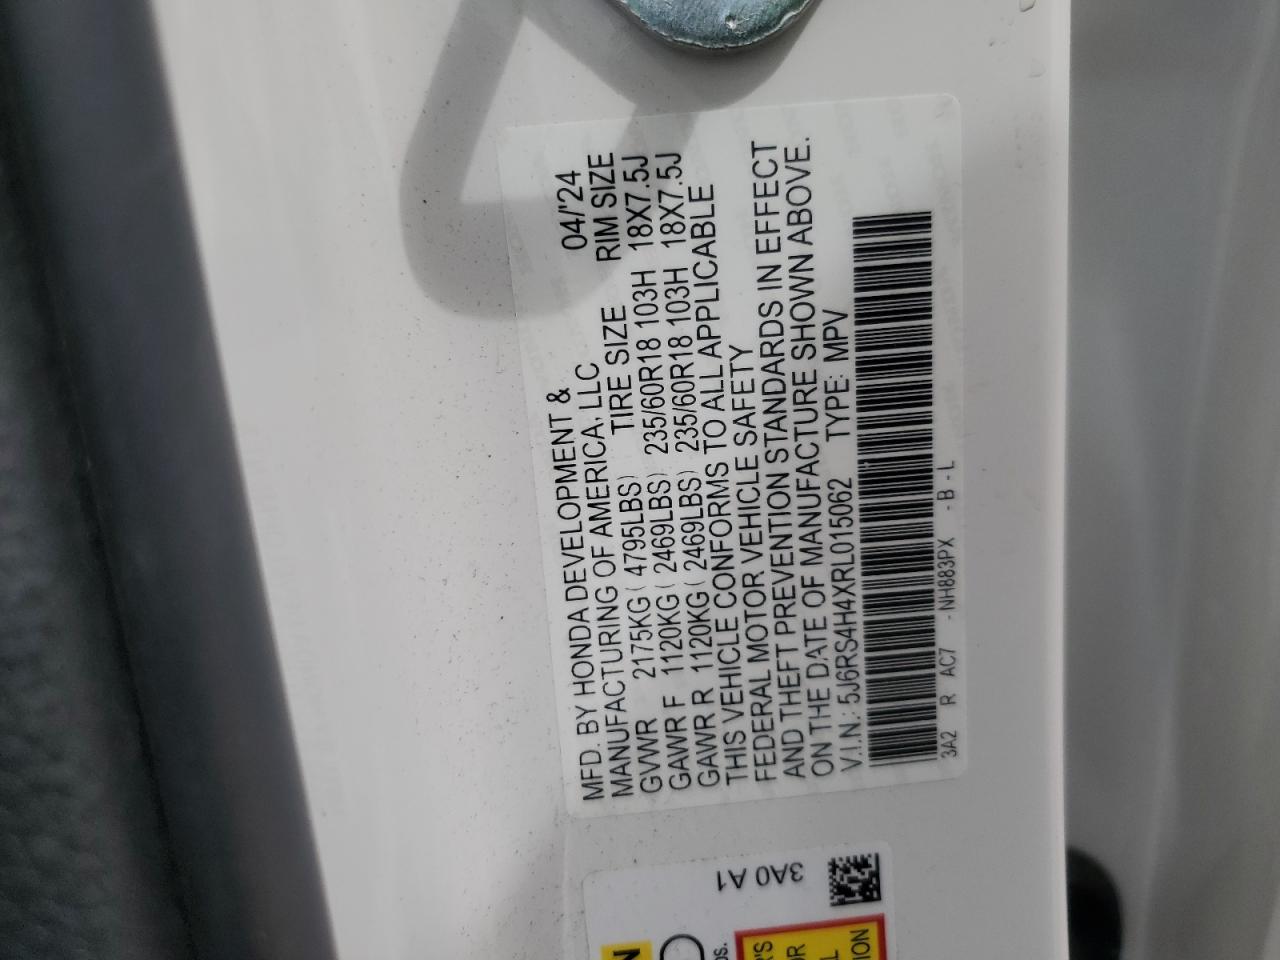 MFD. BY HONDA DEVELOPMENT & 04/'24
MANUFACTURING OF AMERICA, LLC
TIRE SIZE RIM SIZE
GVWR 2175KG ( 4795LBS)
GAWR F 1120KG ( 2469LBS) 235/60R18 103H 18X7.5J
GAWR R 1120KG ( 2469LBS) 235/60R18 103H 18X7.5J
THIS VEHICLE CONFORMS TO ALL APPLICABLE
FEDERAL MOTOR VEHICLE SAFETY
AND THEFT PREVENTION STANDARDS IN EFFECT
ON THE DATE OF MANUFACTURE SHOWN ABOVE.
V.I.N.: 5J6RS4H4XRL015062 TYPE: MPV
3A2 R AC7 -NH883PX -B-L
3A0 A1